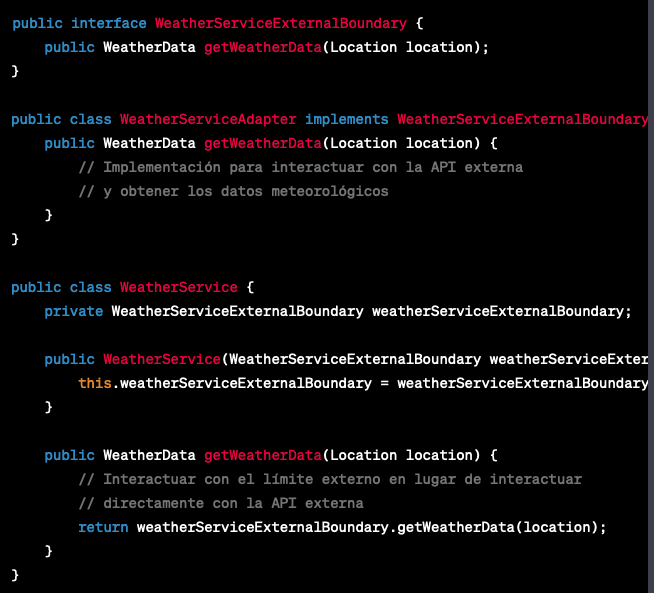 public interface WeatherServiceExternalBoundary {
    public WeatherData getWeatherData(Location location);
}

public class WeatherServiceAdapter implements WeatherServiceExternalBoundary
    public WeatherData getWeatherData(Location location) {
        // Implementación para interactuar con la API externa
        // y obtener los datos meteorológicos
    }
}

public class WeatherService {
    private WeatherServiceExternalBoundary weatherServiceExternalBoundary;

    public WeatherService(WeatherServiceExternalBoundary weatherServiceExter
        this.weatherServiceExternalBoundary = weatherServiceExternalBoundary
    }

    public WeatherData getWeatherData(Location location) {
        // Interactuar con el límite externo en lugar de interactuar
        // directamente con la API externa
        return weatherServiceExternalBoundary.getWeatherData(location);
    }
}